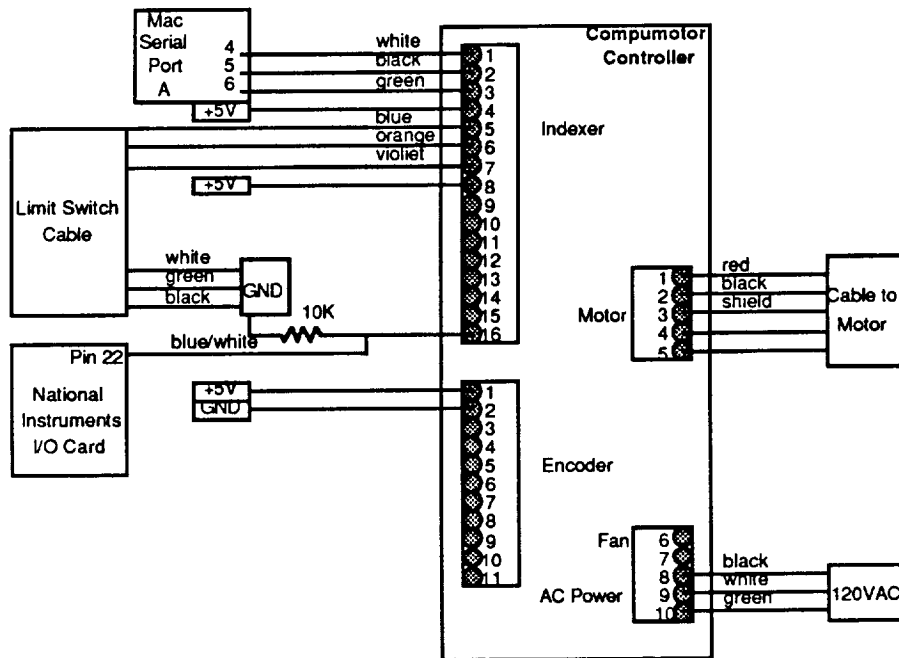 Mac
Serial
Port
A
4
5
6
+5V
white
black
green
blue
orange
violiet
Limit Switch
Cable
+5V
white
green
black
GND
10K
blue/white
Pin 22
National
Instruments
I/O Card
+5V
GND
Compumotor
Controller
1
2
3
4
5
6
7
8
9
10
11
12
13
14
15
16
Indexer
1
2
3
4
5
6
7
8
9
10
11
Encoder
Motor
1
2
3
4
5
red
black
shield
Cable to
Motor
Fan
AC Power
6
7
8
9
10
black
white
green
120VAC